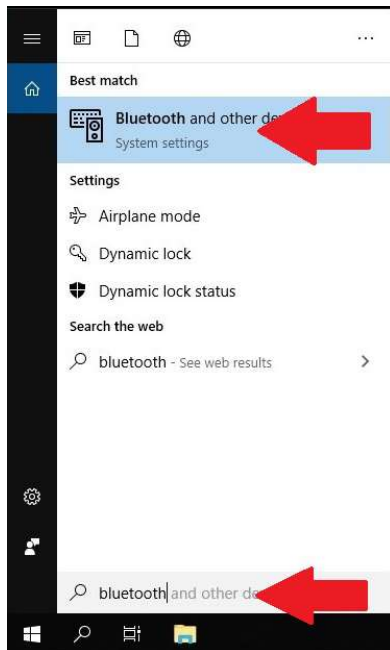 Best match
Bluetooth and other de
System settings
Settings
Airplane mode
Dynamic lock
Dynamic lock status
Search the web
bluetooth - See web results
bluetooth and other de